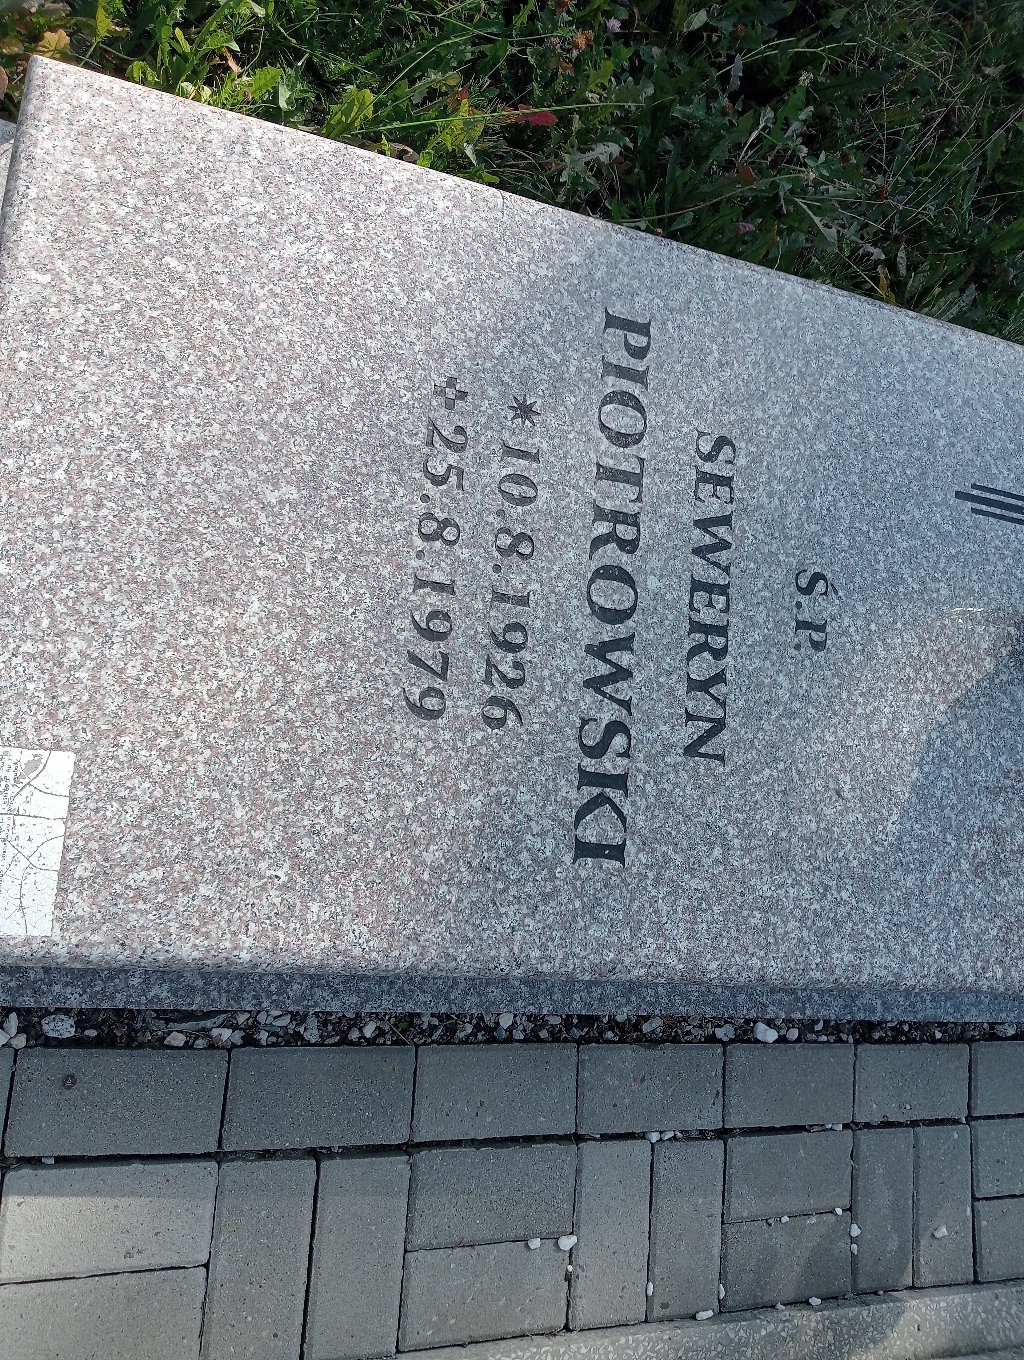 Ś.P.
SEWERYN
PIOTROWSKI
*10.8.1926
✝25.8.1979